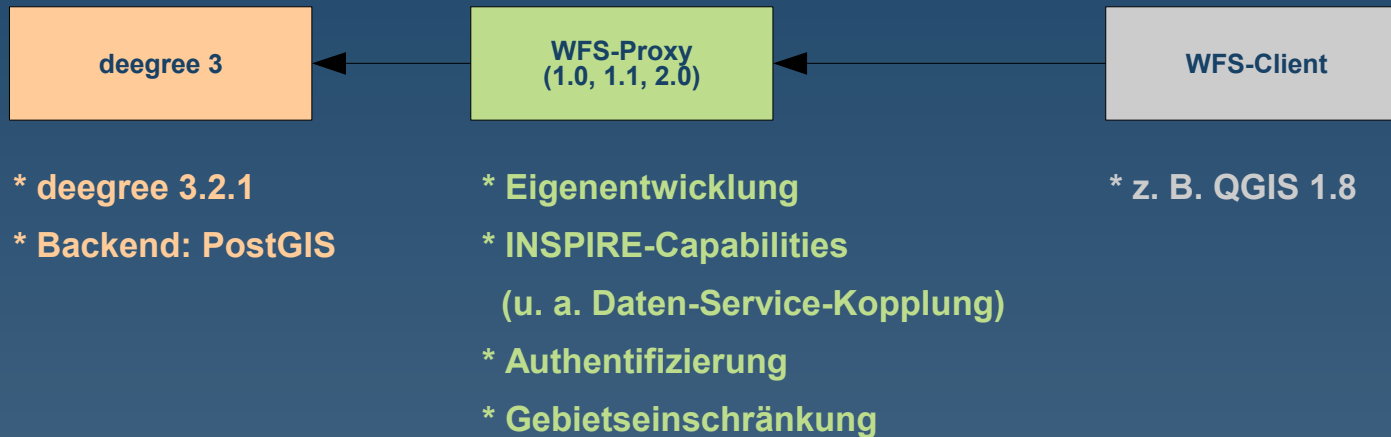 deegree 3
WFS-Proxy
(1.0, 1.1, 2.0)
WFS-Client
* deegree 3.2.1
* Backend: PostGIS
* Eigenentwicklung
* INSPIRE-Capabilities
(u. a. Daten-Service-Kopplung)
* Authentifizierung
* Gebietseinschränkung
* z. B. QGIS 1.8